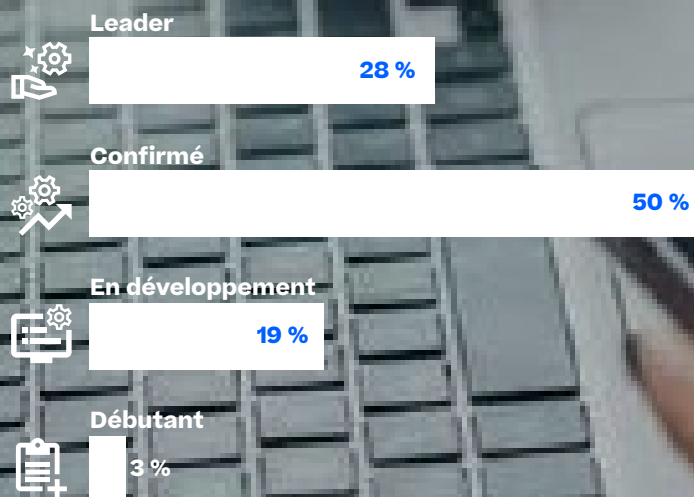 Leader
28 %
Confirmé
50 %
En développement
19 %
Débutant
3 %